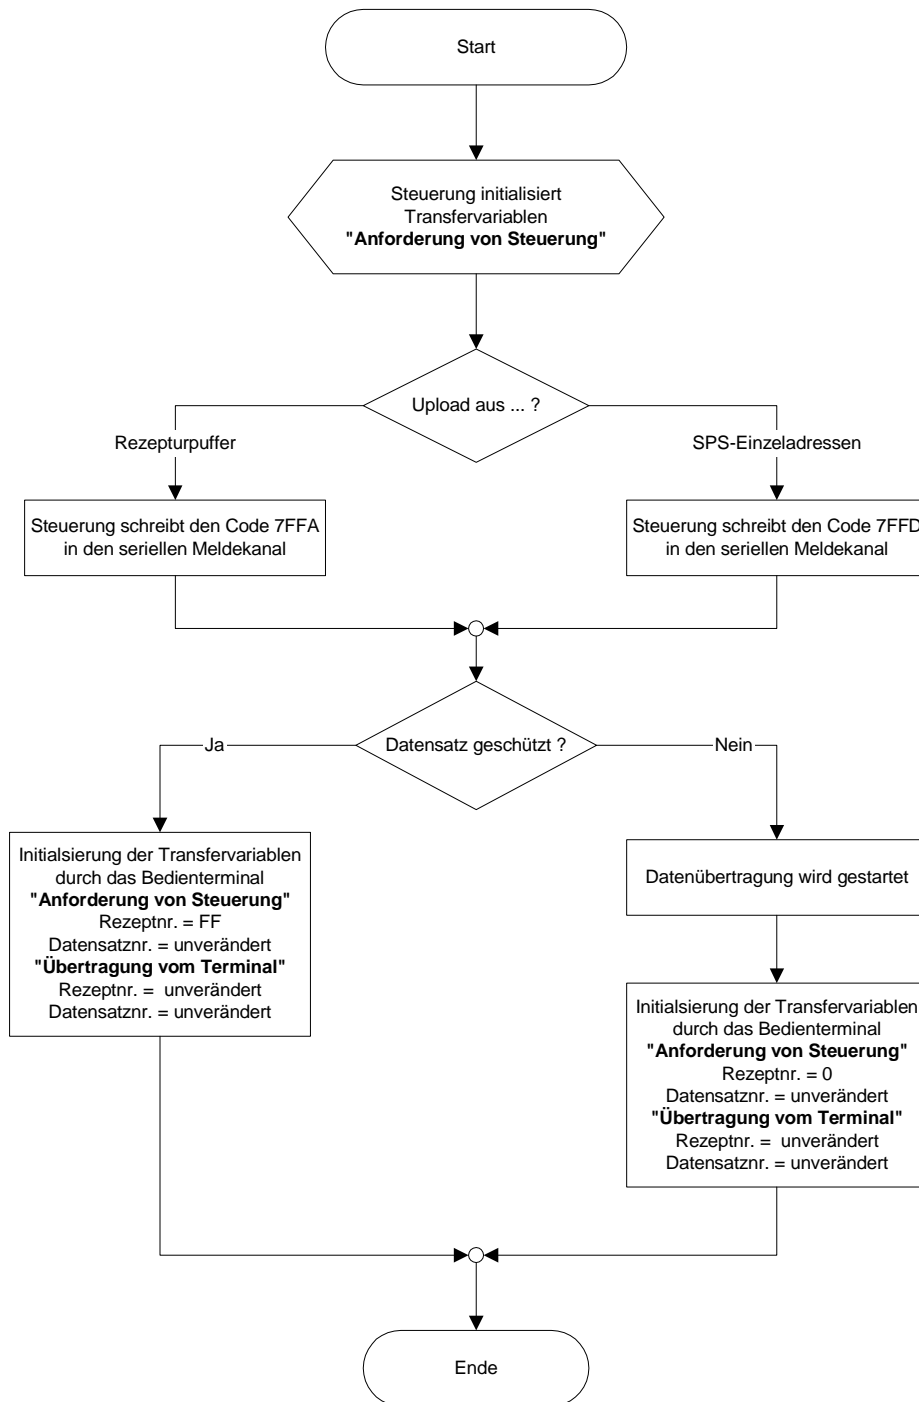 Start
Steuerung initialisiert
Transfervariablen
"Anforderung von Steuerung"
Upload aus ... ?
Rezepturpuffer
SPS-Einzeladressen
Steuerung schreibt den Code 7FFA
in den seriellen Meldekanal
Steuerung schreibt den Code 7FFD
in den seriellen Meldekanal
Datensatz geschützt ?
Ja
Nein
Initialsierung der Transfervariablen
durch das Bedienterminal
"Anforderung von Steuerung"
Rezeptnr. = FF
Datensatznr. = unverändert
"Übertragung vom Terminal"
Rezeptnr. =  unverändert
Datensatznr. = unverändert
Datenübertragung wird gestartet
Initialsierung der Transfervariablen
durch das Bedienterminal
"Anforderung von Steuerung"
Rezeptnr. = 0
Datensatznr. = unverändert
"Übertragung vom Terminal"
Rezeptnr. =  unverändert
Datensatznr. = unverändert
Ende